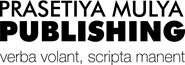 PRASETIYA MULYA
PUBLISHING
verba volant, scripta manent